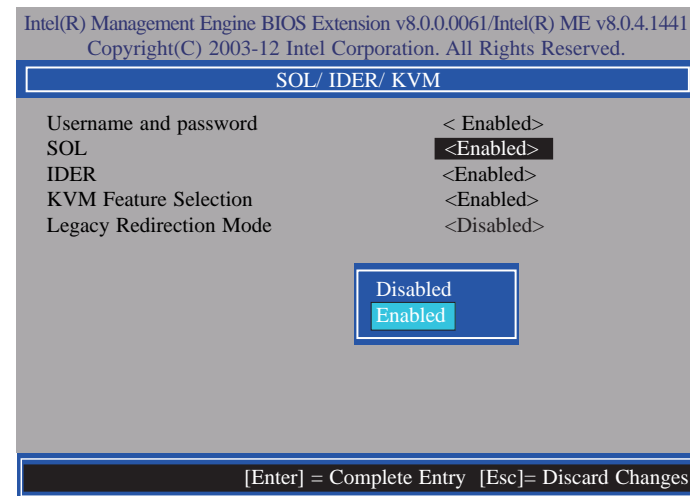 Intel(R) Management Engine BIOS Extension v8.0.0.0061/Intel(R) ME v8.0.4.1441
Copyright(C) 2003-12 Intel Corporation. All Rights Reserved.
SOL/ IDER/ KVM
Username and password < Enabled>
SOL <Enabled>
IDER <Enabled>
KVM Feature Selection <Enabled>
Legacy Redirection Mode <Disabled>
Disabled
Enabled
[Enter] = Complete Entry [Esc]= Discard Changes